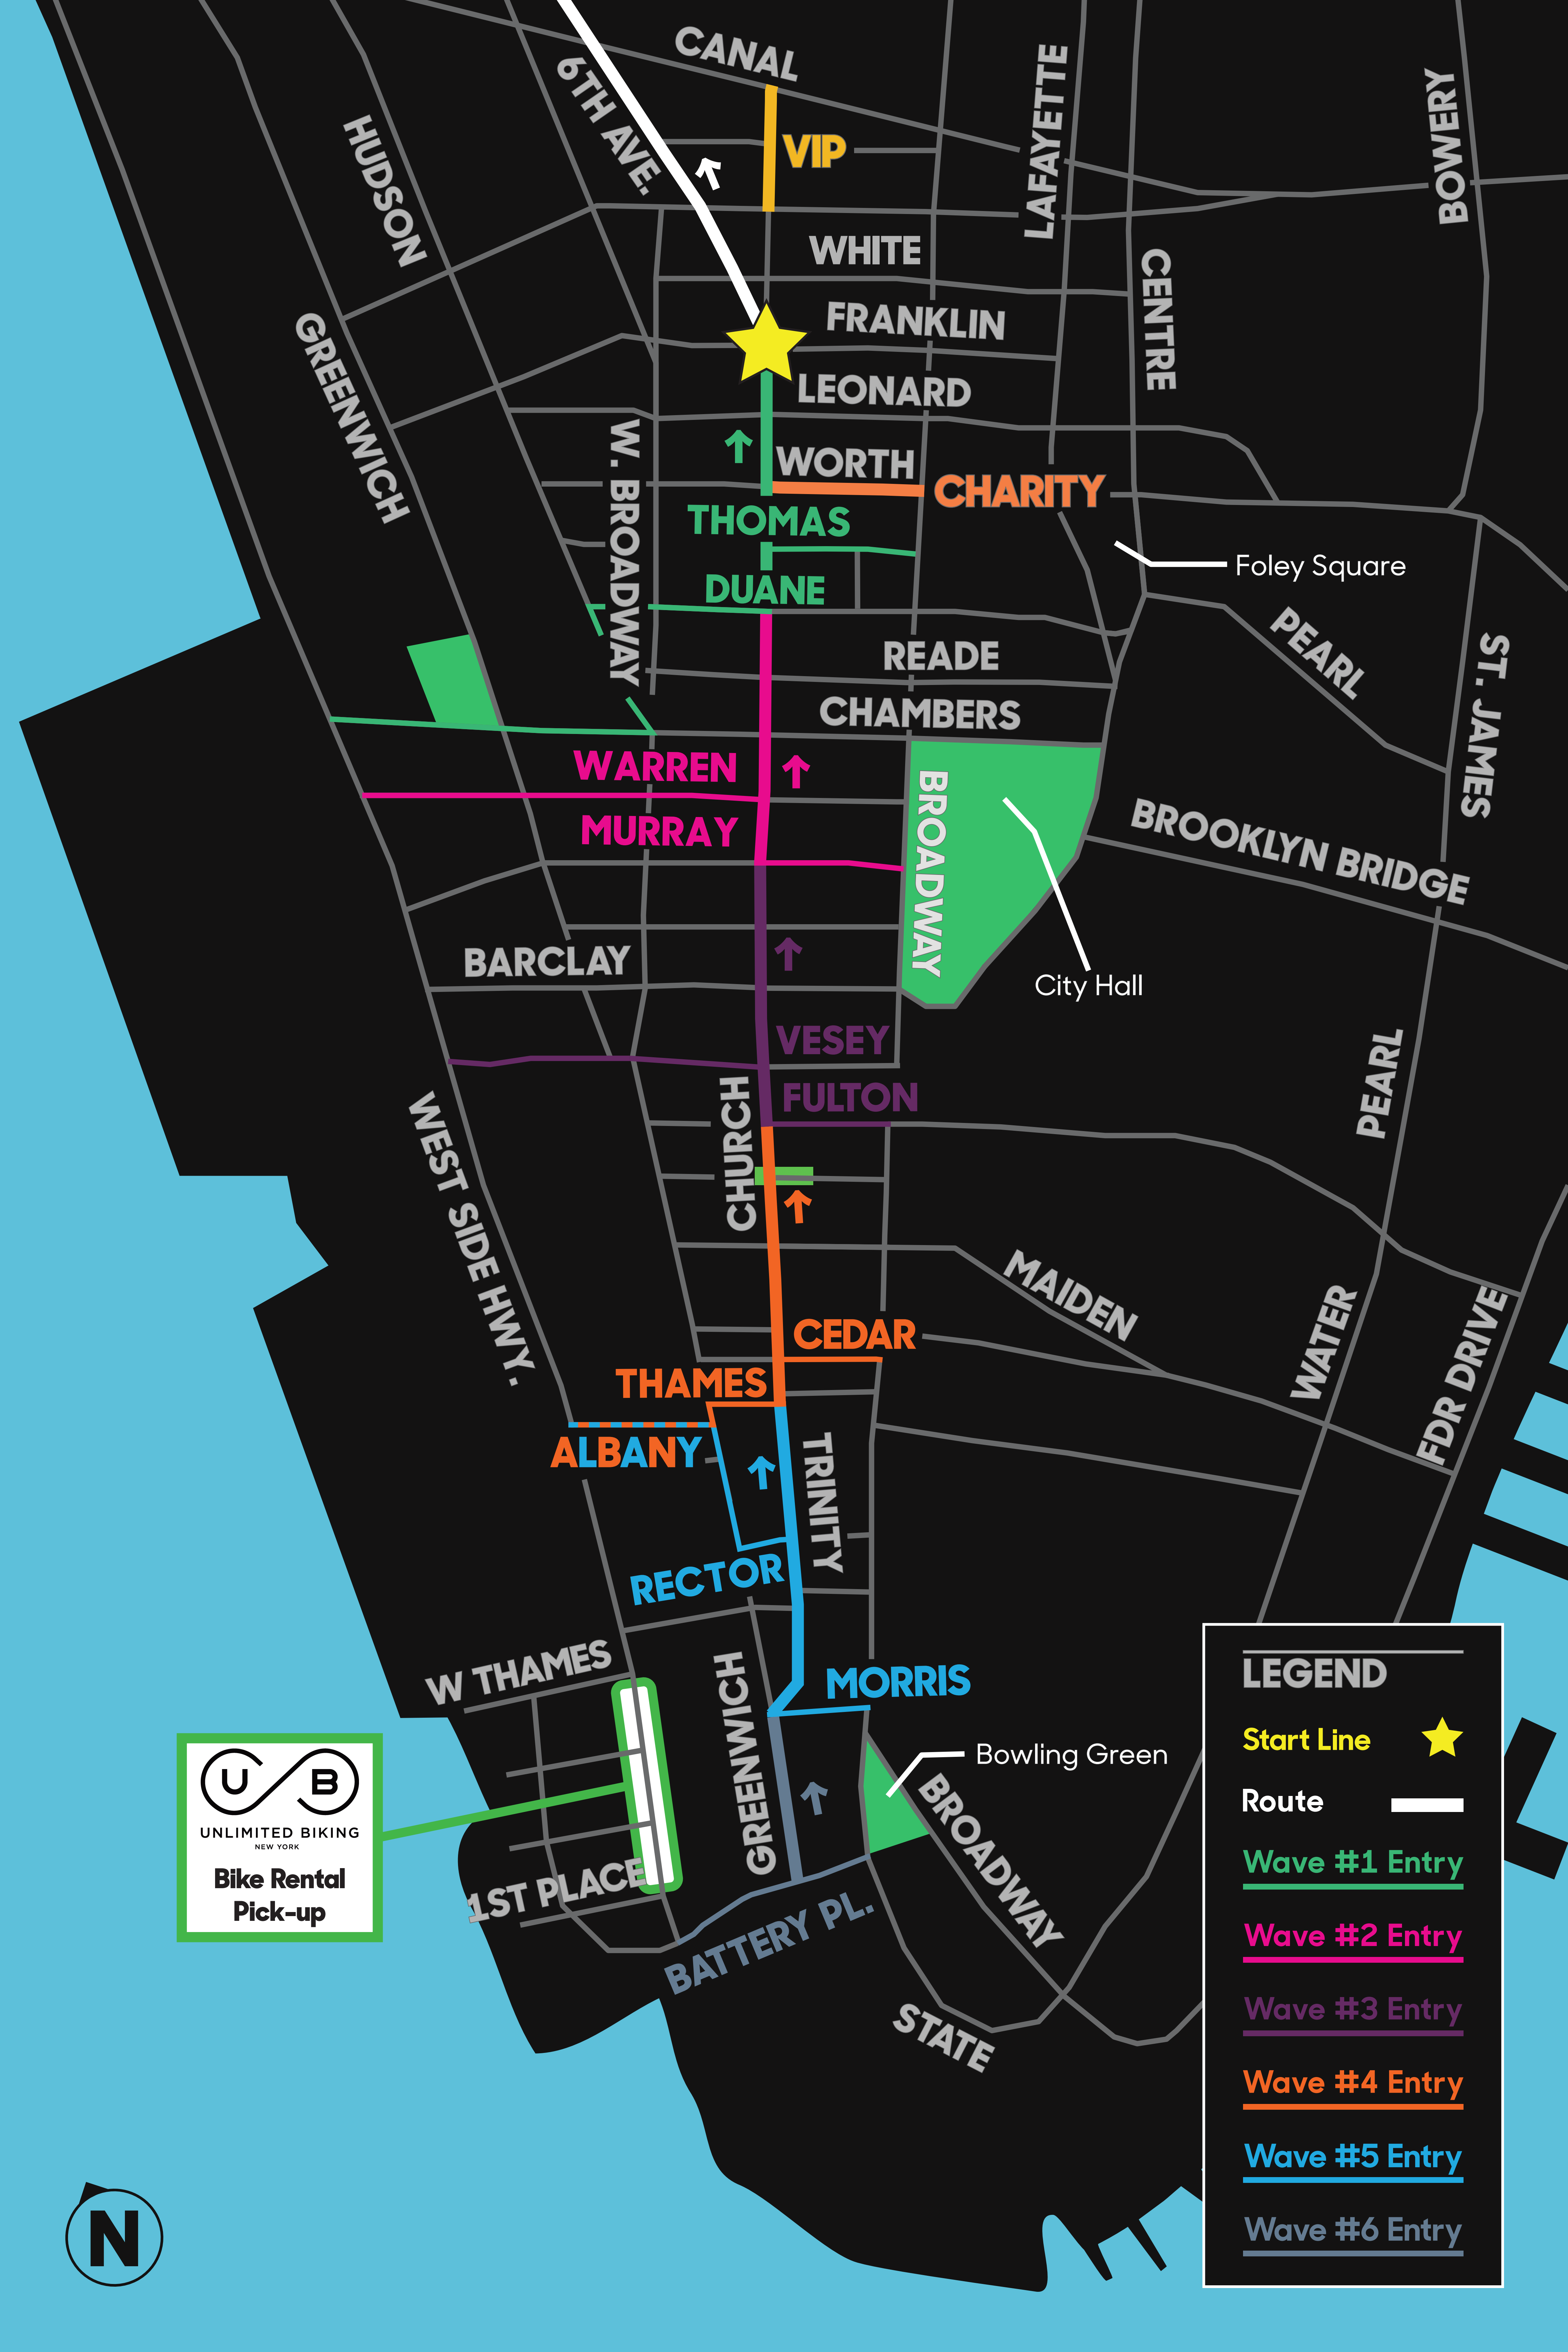 CANAL
6TH AVE.
VIP
LAFAYETTE
BOWERY
HUDSON
WHITE
CENTRE
FRANKLIN
GREENWICH
LEONARD
W. BROADWAY
WORTH
CHARITY
THOMAS
Foley Square
DUANE
PEARL
READE
ST. JAMES
CHAMBERS
WARREN
BROADWAY
MURRAY
BROOKLYN BRIDGE
BARCLAY
City Hall
VESEY
PEARL
FULTON
CHURCH
WEST SIDE HWY.
MAIDEN
WATER
FDR DRIVE
CEDAR
THAMES
ALBANY
TRINITY
RECTOR
W THAMES
GREENWICH
MORRIS
Bowling Green
BROADWAY
U B
UNLIMITED BIKING
NEW YORK
Bike Rental
Pick-up
1ST PLACE
BATTERY PL.
STATE
LEGEND
Start Line
Route
Wave #1 Entry
Wave #2 Entry
Wave #3 Entry
Wave #4 Entry
Wave #5 Entry
Wave #6 Entry
N